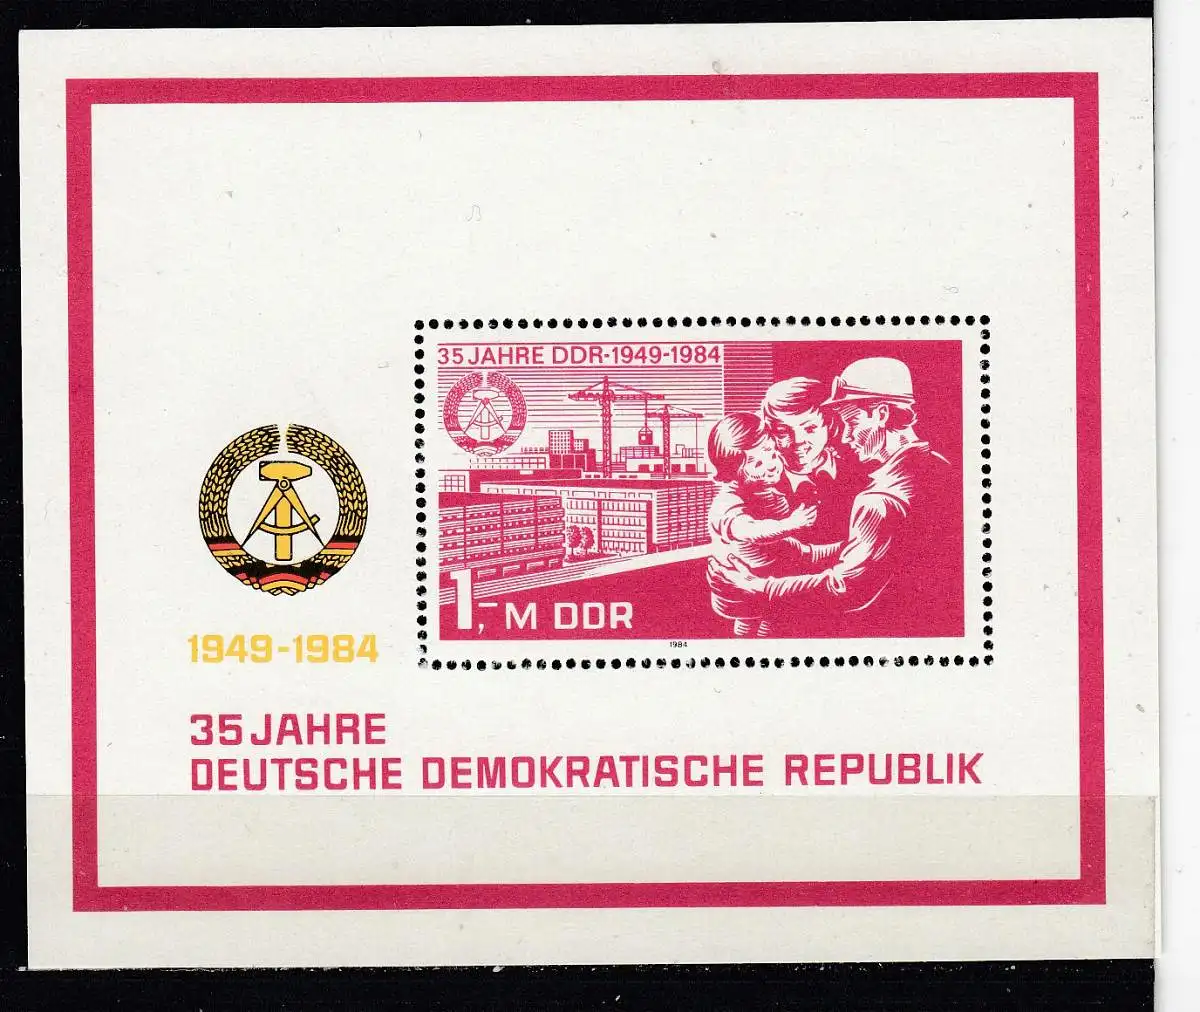 35 JAHRE DDR-1949-1984
1,- M DDR
1984
1949-1984
35 JAHRE
DEUTSCHE DEMOKRATISCHE REPUBLIK